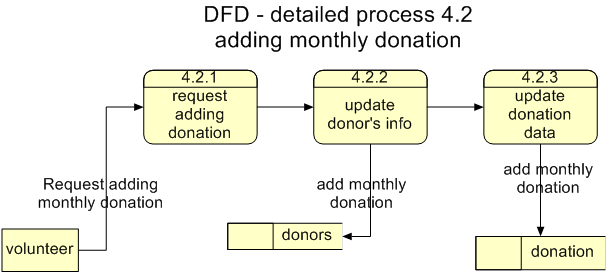 DFD - detailed process 4.2
adding monthly donation
4.2.1
request
adding
donation
4.2.2
update
donor's info
4.2.3
update
donation
data
Request adding
monthly donation
add monthly
donation
add monthly
donation
volunteer
donors
donation